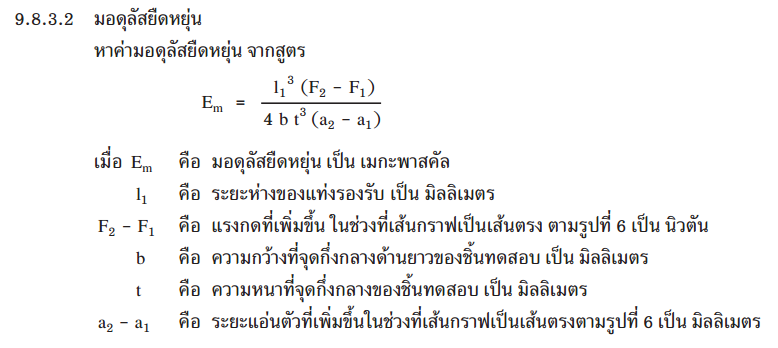 9.8.3.2 มอดุลัสยืดหยุ่น
หาค่ามอดุลัสยืดหยุ่น จากสูตร
Eₘ = l₁³ (F₂ – F₁) / 4 b t³ (a₂ – a₁)
เมื่อ Eₘ คือ มอดุลัสยืดหยุ่น เป็น เมกะพาสคัล
l₁ คือ ระยะห่างของแท่งรองรับ เป็น มิลลิเมตร
F₂ – F₁ คือ แรงกดที่เพิ่มขึ้น ในช่วงที่เส้นกราฟเป็นเส้นตรง ตามรูปที่ 6 เป็น นิวตัน
b คือ ความกว้างที่จุดกึ่งกลางด้านยาวของชิ้นทดสอบ เป็น มิลลิเมตร
t คือ ความหนาที่จุดกึ่งกลางของชิ้นทดสอบ เป็น มิลลิเมตร
a₂ – a₁ คือ ระยะแอ่นตัวที่เพิ่มขึ้นในช่วงที่เส้นกราฟเป็นเส้นตรงตามรูปที่ 6 เป็น มิลลิเมตร